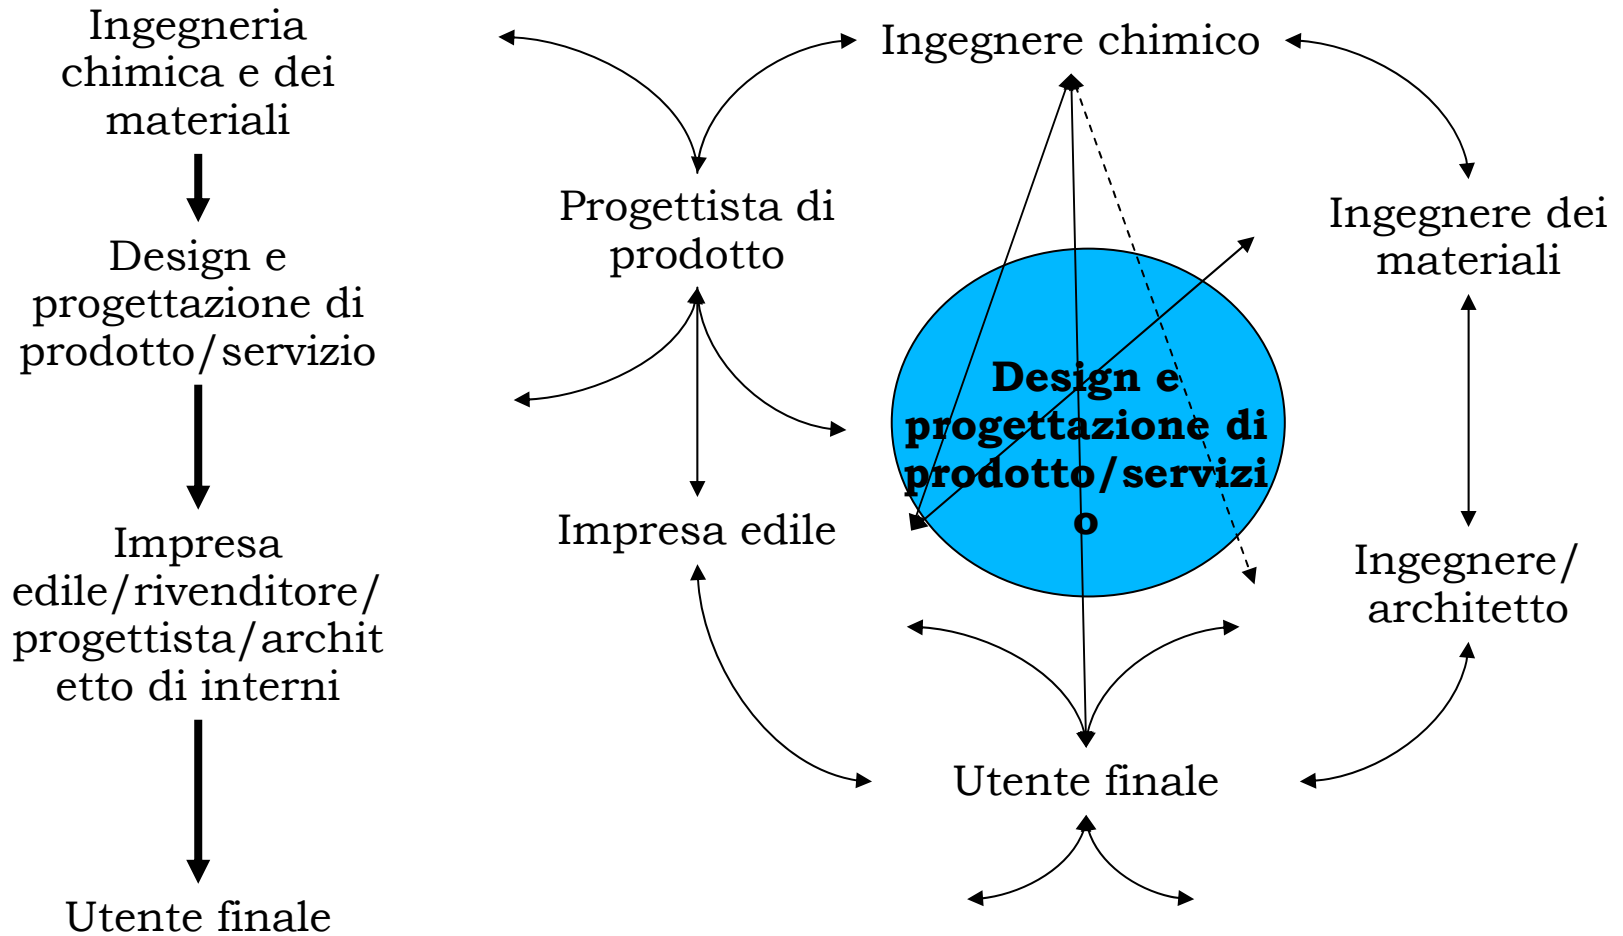 Ingegneria
chimica e dei
materiali
Design e
progettazione di
prodotto/servizio
Impresa
edile/rivenditore/
progettista/archit
etto di interni
Utente finale
Ingegnere chimico
Progettista di
prodotto
Ingegnere dei
materiali
Design e
progettazione di
prodotto/servizi
o
Impresa edile
Ingegnere/
architetto
Utente finale